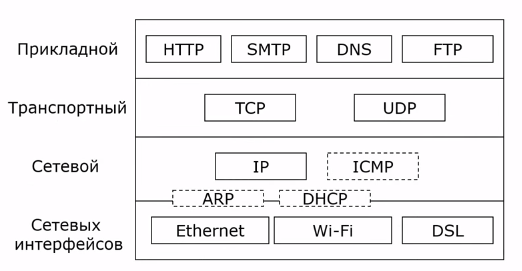 Прикладной
HTTP SMTP DNS FTP
Транспортный
TCP UDP
Сетевой
IP ICMP
ARP DHCP
Сетевых
интерфейсов
Ethernet Wi-Fi DSL